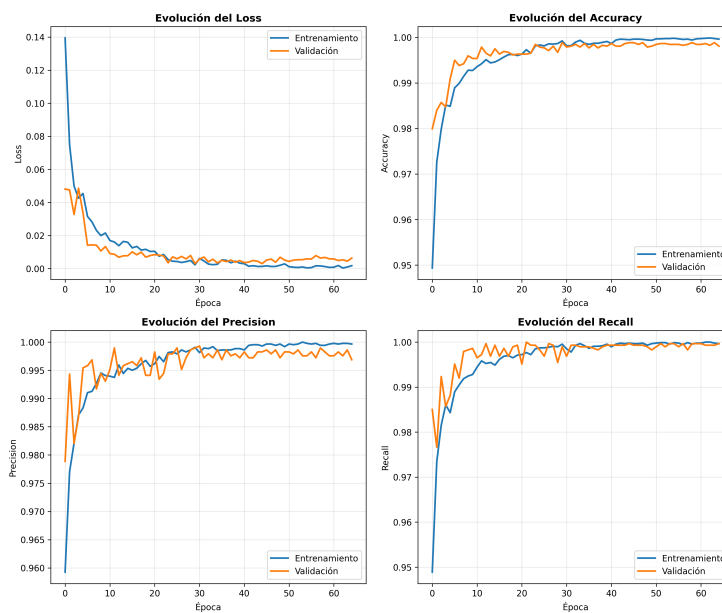 Evolución del Loss
0.14
0.12
0.10
0.08
0.06
0.04
0.02
0.00
Loss
Entrenamiento
Validación
0 10 20 30 40 50 60
Época
Evolución del Accuracy
1.00
0.99
0.98
0.97
0.96
0.95
Accuracy
Entrenamiento
Validación
0 10 20 30 40 50 60
Época
Evolución del Precision
1.000
0.995
0.990
0.985
0.980
0.975
0.970
0.965
0.960
Precision
Entrenamiento
Validación
0 10 20 30 40 50 60
Época
Evolución del Recall
1.00
0.99
0.98
0.97
0.96
0.95
Recall
Entrenamiento
Validación
0 10 20 30 40 50 60
Época